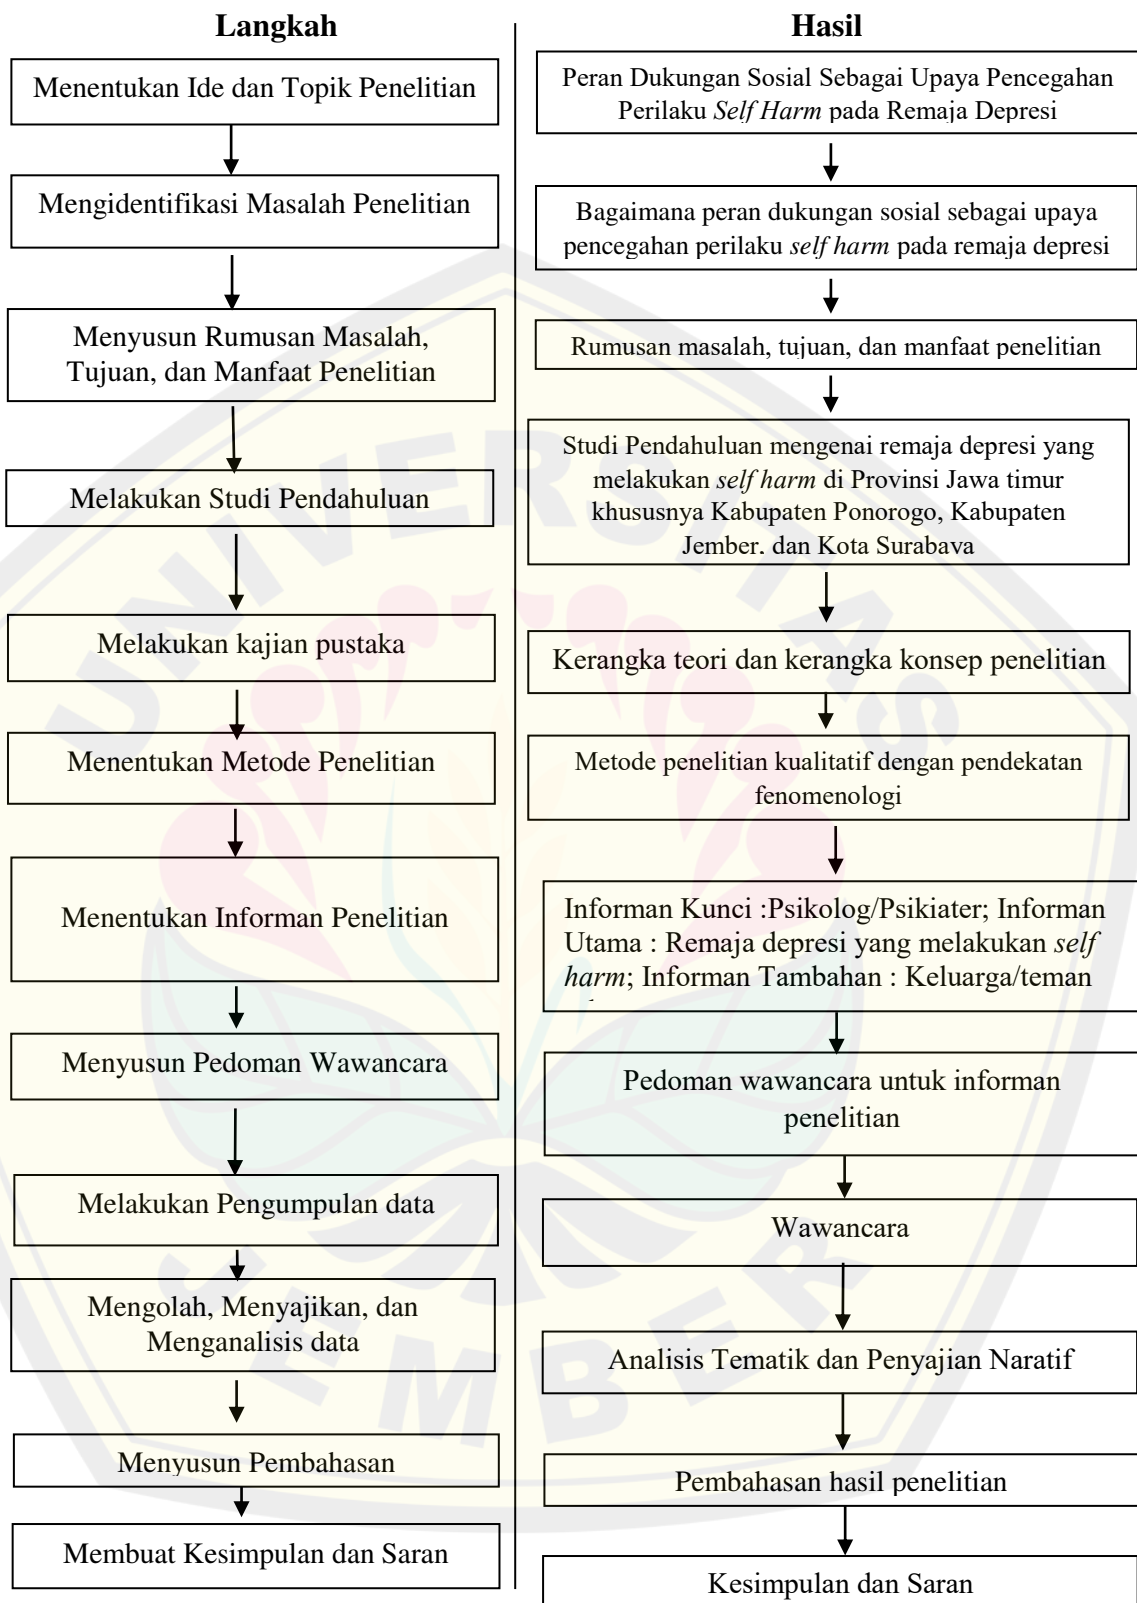 Langkah
Menentukan Ide dan Topik Penelitian
Mengidentifikasi Masalah Penelitian
Menyusun Rumusan Masalah,
Tujuan, dan Manfaat Penelitian
Melakukan Studi Pendahuluan
Melakukan kajian pustaka
Menentukan Metode Penelitian
Menentukan Informan Penelitian
Menyusun Pedoman Wawancara
Melakukan Pengumpulan data
Mengolah, Menyajikan, dan
Menganalisis data
Menyusun Pembahasan
Membuat Kesimpulan dan Saran
Hasil
Peran Dukungan Sosial Sebagai Upaya Pencegahan
Perilaku Self Harm pada Remaja Depresi
Bagaimana peran dukungan sosial sebagai upaya
pencegahan perilaku self harm pada remaja depresi
Rumusan masalah, tujuan, dan manfaat penelitian
Studi Pendahuluan mengenai remaja depresi yang
melakukan self harm di Provinsi Jawa timur
khususnya Kabupaten Ponorogo, Kabupaten
Jember, dan Kota Surabaya
Kerangka teori dan kerangka konsep penelitian
Metode penelitian kualitatif dengan pendekatan
fenomenologi
Informan Kunci :Psikolog/Psikiater; Informan
Utama : Remaja depresi yang melakukan self
harm; Informan Tambahan : Keluarga/teman
Pedoman wawancara untuk informan
penelitian
Wawancara
Analisis Tematik dan Penyajian Naratif
Pembahasan hasil penelitian
Kesimpulan dan Saran
UNIVERSITAS
JEMBER